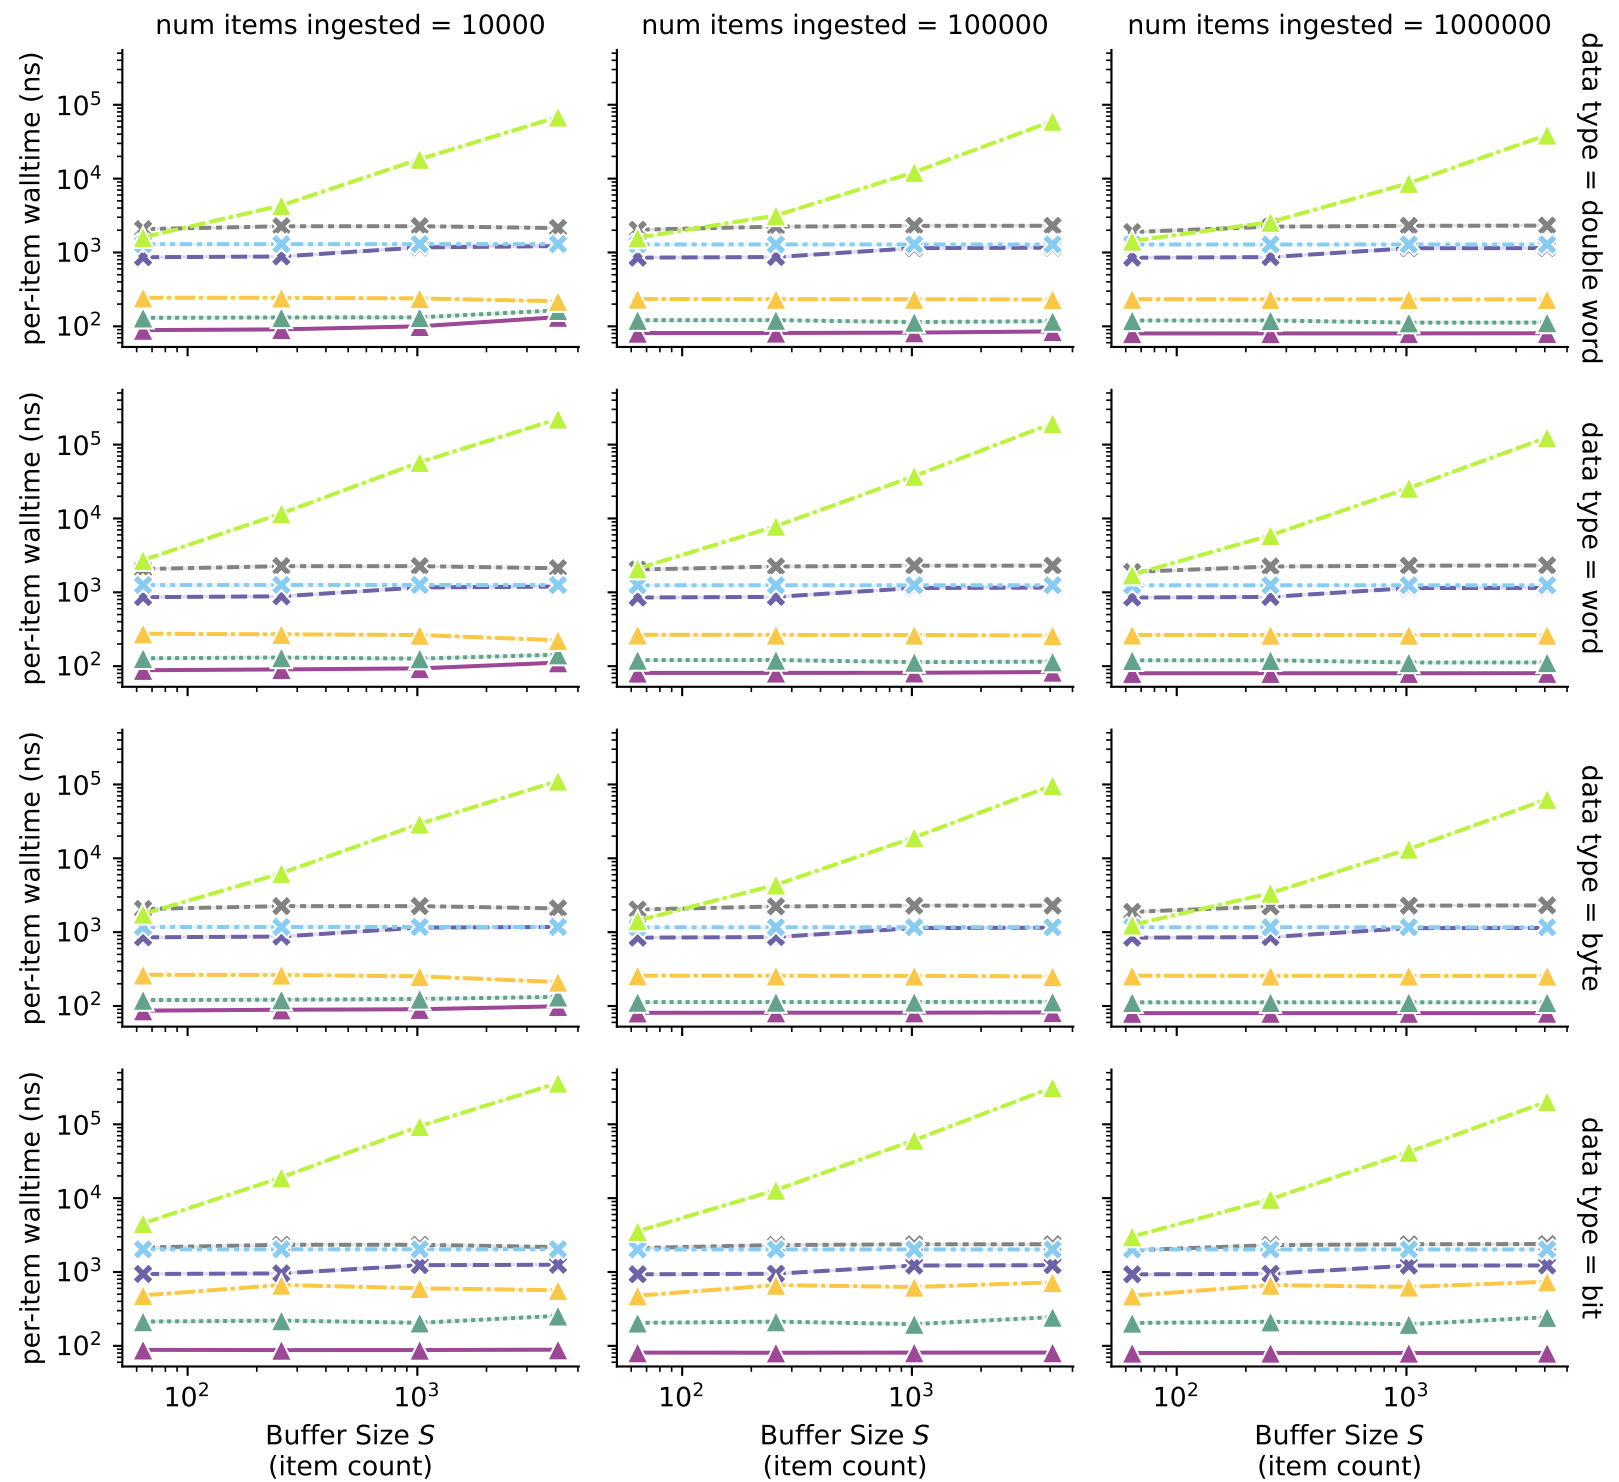 num items ingested = 10000
num items ingested = 100000
num items ingested = 1000000
per-item walltime (ns)
10⁵
10⁴
10³
10²
data type = double word
per-item walltime (ns)
10⁵
10⁴
10³
10²
data type = word
per-item walltime (ns)
10⁵
10⁴
10³
10²
data type = byte
per-item walltime (ns)
10⁵
10⁴
10³
10²
data type = bit
10² 10³
10² 10³
10² 10³
Buffer Size S
(item count)
Buffer Size S
(item count)
Buffer Size S
(item count)